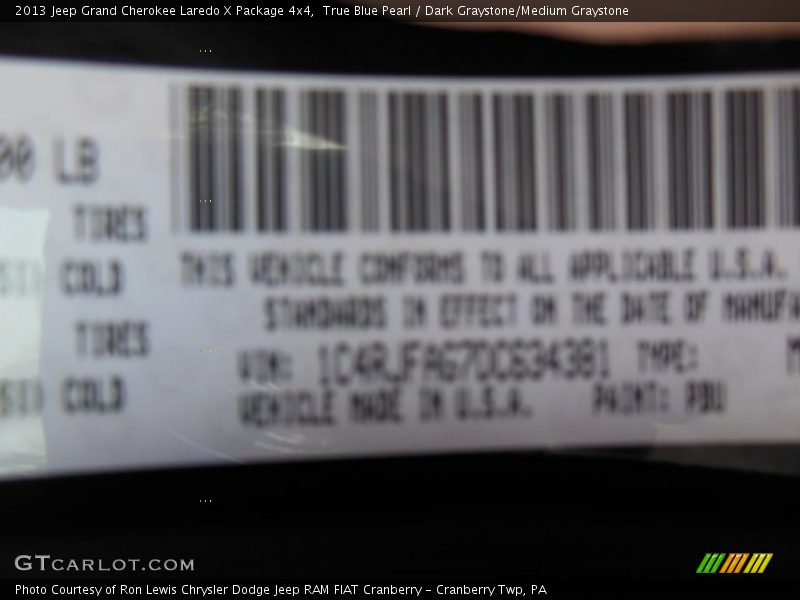 2013 Jeep Grand Cherokee Laredo X Package 4x4,  True Blue Pearl / Dark Graystone/Medium Graystone
00 LB
TIRES
COLD
TIRES
COLD
THIS VEHICLE CONFORMS TO ALL APPLICABLE U.S.A.
STANDARDS IN EFFECT ON THE DATE OF MANUFA
VIN: 1C4RJFAG7DC634381 TYPE: M
VEHICLE MADE IN U.S.A. PAINT: PBU
GTCARLOT.COM
Photo Courtesy of Ron Lewis Chrysler Dodge Jeep RAM FIAT Cranberry - Cranberry Twp, PA